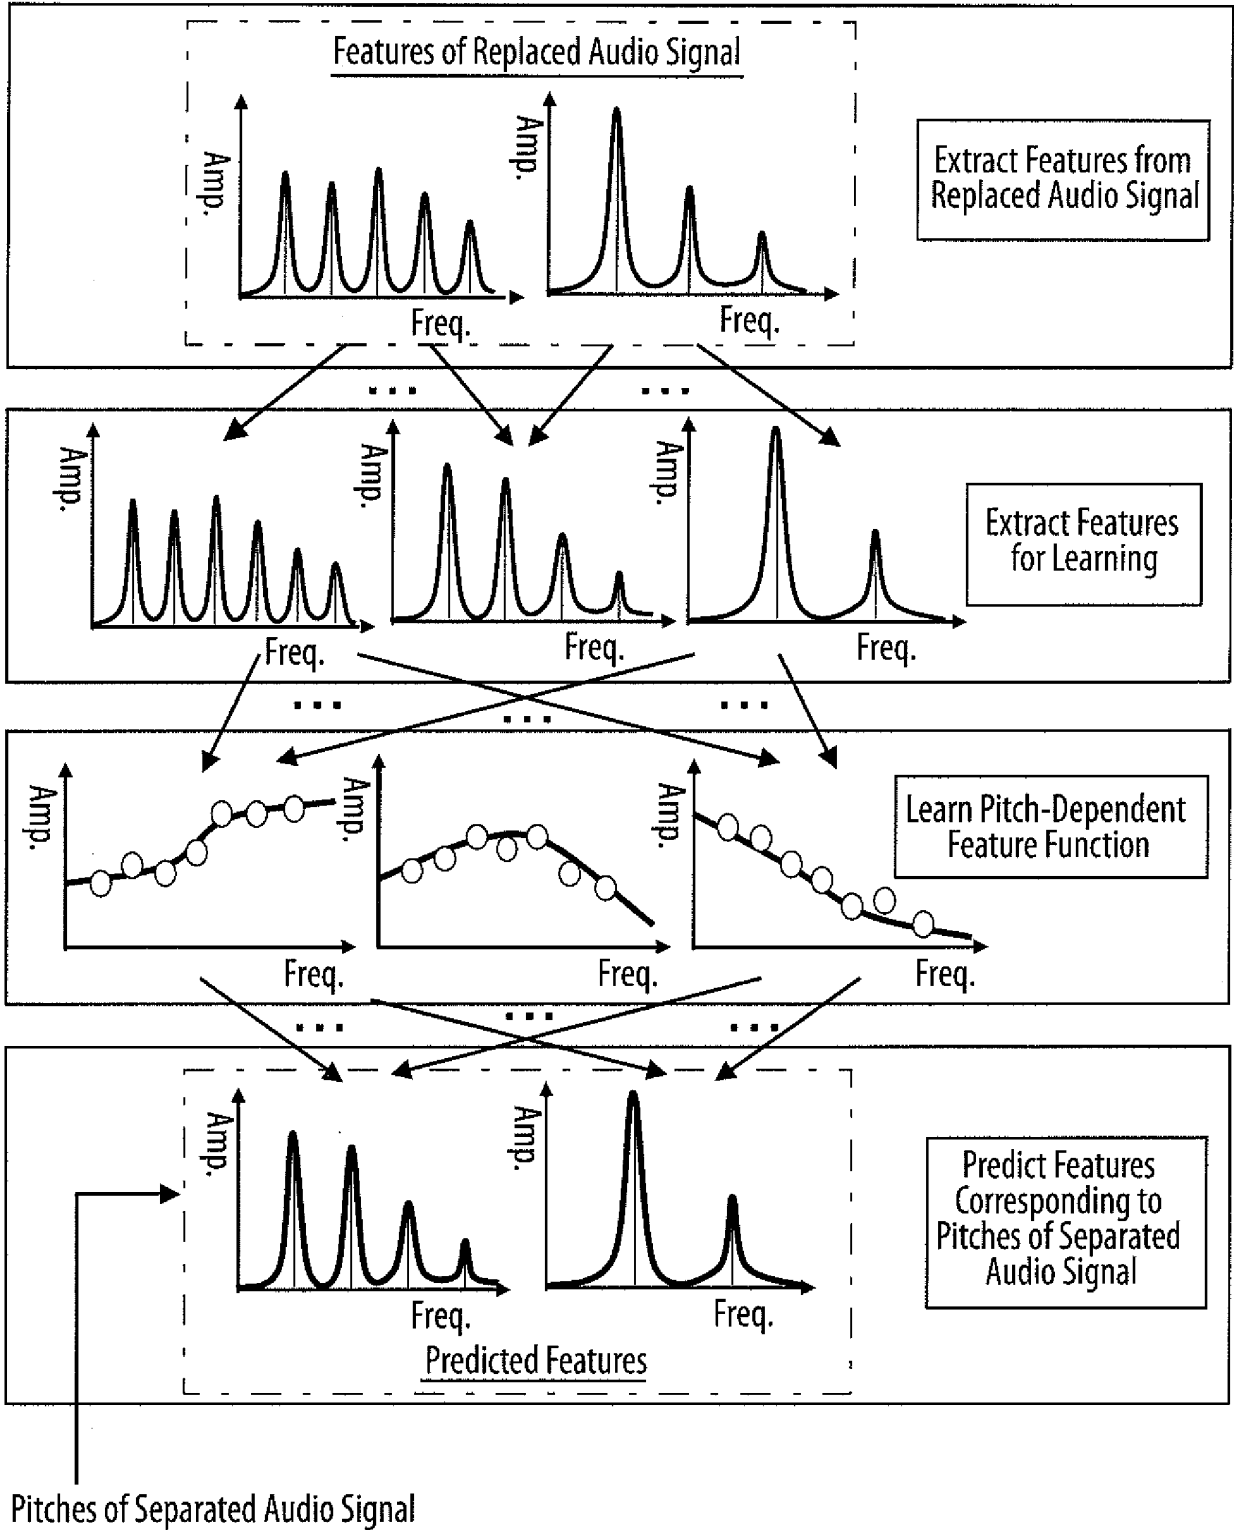 Features of Replaced Audio Signal
Amp.
Freq.
Amp.
Freq.
Extract Features from
Replaced Audio Signal
...
...
Amp.
Freq.
Amp.
Freq.
Amp.
Freq.
Extract Features
for Learning
...
...
...
Amp.
Freq.
Amp.
Freq.
Amp.
Freq.
Learn Pitch-Dependent
Feature Function
...
...
...
Amp.
Freq.
Amp.
Freq.
Predicted Features
Predict Features
Corresponding to
Pitches of Separated
Audio Signal
Pitches of Separated Audio Signal